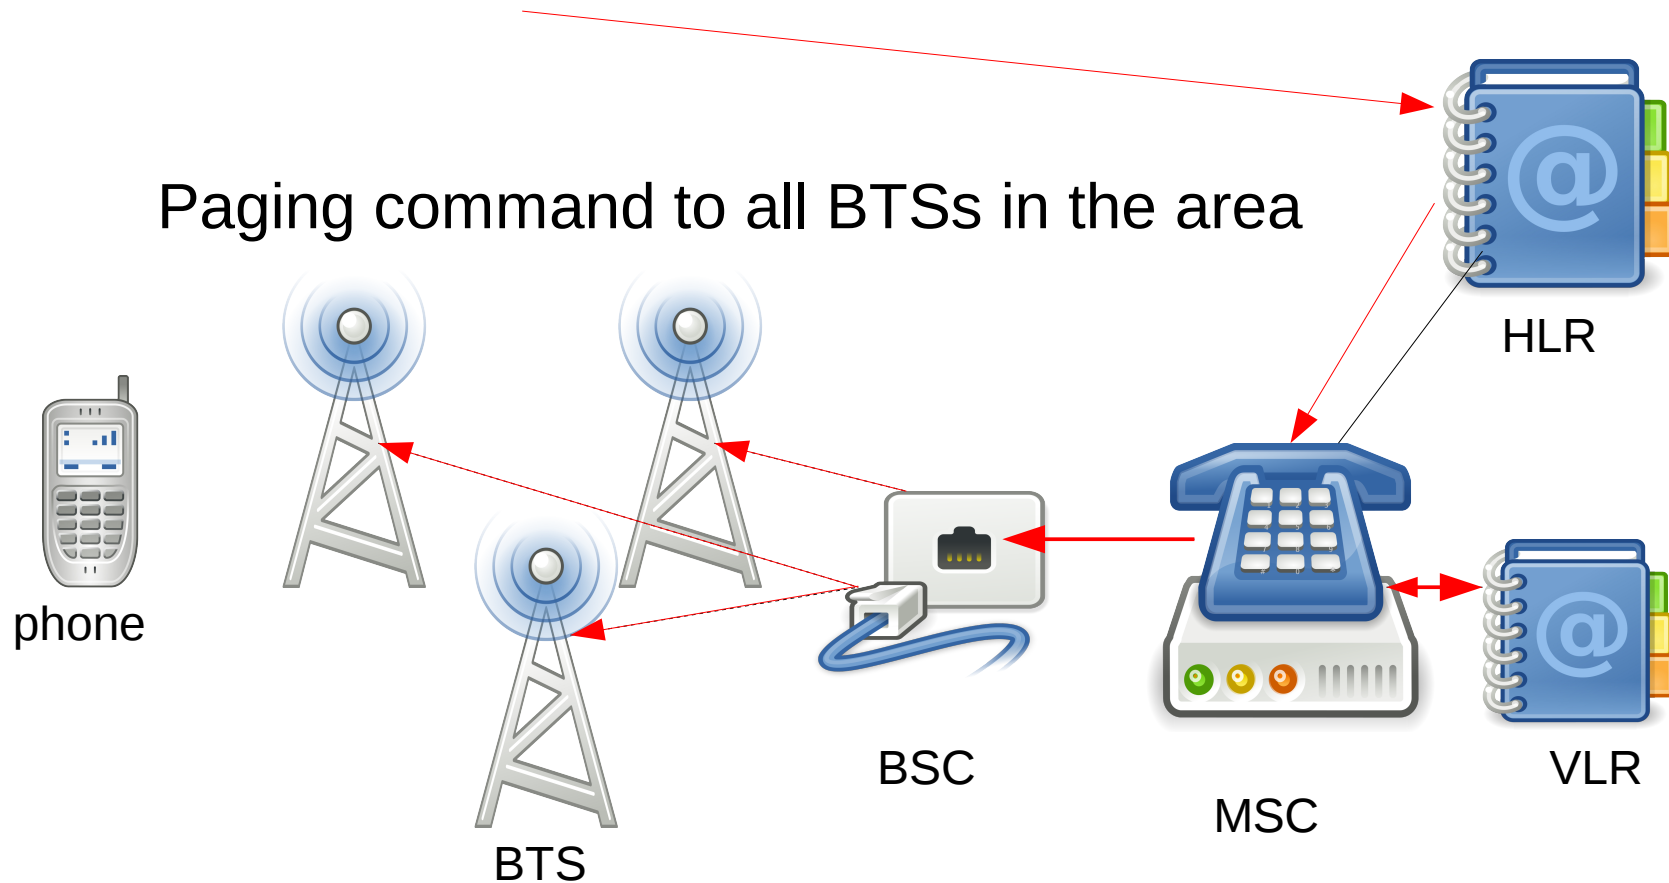 Paging command to all BTSs in the area
HLR
phone
BSC
VLR
MSC
BTS